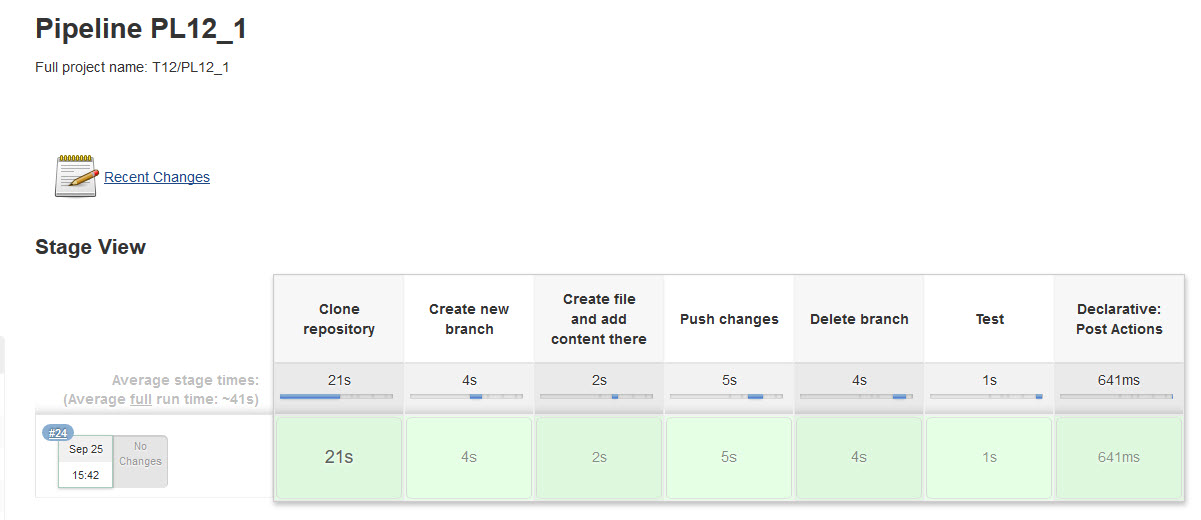 Pipeline PL12_1
Full project name: T12/PL12_1
Recent Changes
Stage View
Clone
repository
Create new
branch
Create file
and add
content there
Push changes
Delete branch
Test
Declarative:
Post Actions
Average stage times:
(Average full run time: ~41s)
21s
4s
2s
5s
4s
1s
641ms
#24
Sep 25
15:42
No
Changes
21s
4s
2s
5s
4s
1s
641ms